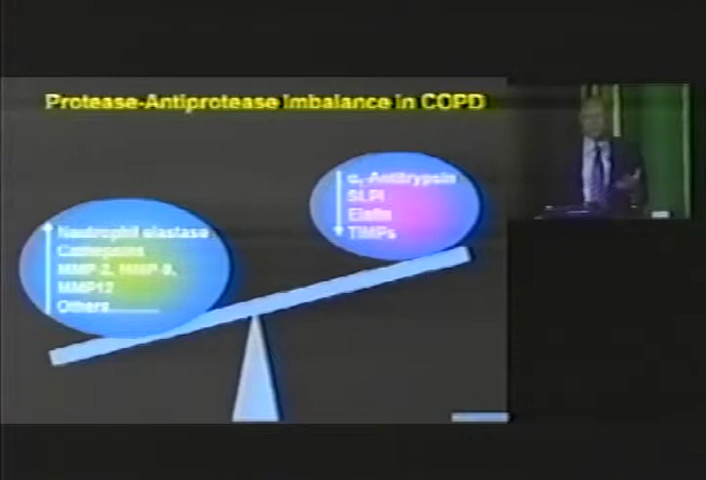 Protease-Antiprotease Imbalance in COPD
α1-Antitrypsin
SLPI
Elafin
TIMPs
Neutrophil elastase
Cathepsins
MMP-2, MMP-9,
MMP12
Others..........